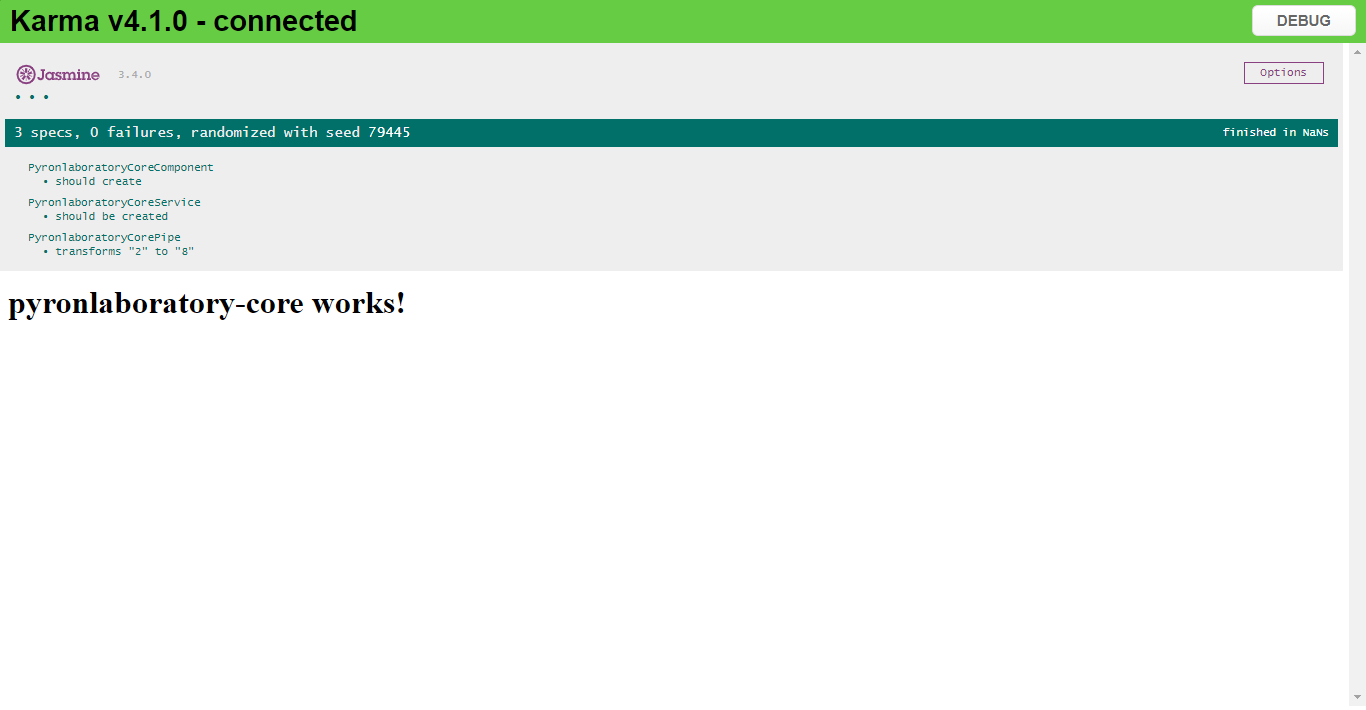 Karma v4.1.0 - connected
DEBUG
Jasmine 3.4.0
Options
• • •
3 specs, 0 failures, randomized with seed 79445
finished in NaNs
PyronlaboratoryCoreComponent
• should create
PyronlaboratoryCoreService
• should be created
PyronlaboratoryCorePipe
• transforms "2" to "8"
pyronlaboratory-core works!